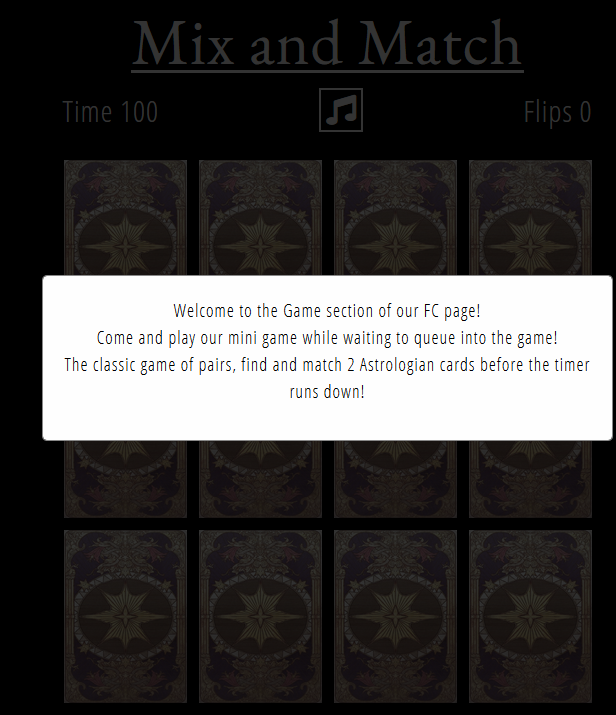 Mix and Match
Time 100
Flips 0
Welcome to the Game section of our FC page!
Come and play our mini game while waiting to queue into the game!
The classic game of pairs, find and match 2 Astrologian cards before the timer
runs down!